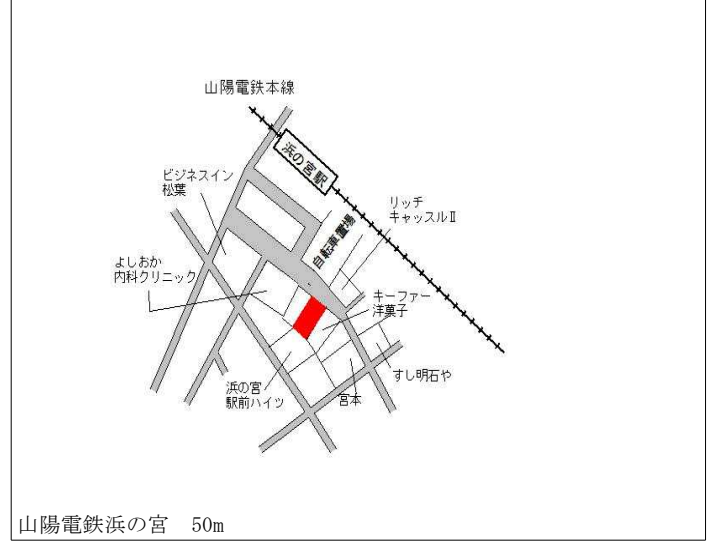 山陽電鉄本線
浜の宮駅
ビジネスイン
松葉
リッチ
キャッスルⅡ
自転車置場
よしおか
内科クリニック
キーファー
洋菓子
すし明石や
浜の宮
駅前ハイツ
宮本
山陽電鉄浜の宮　50m